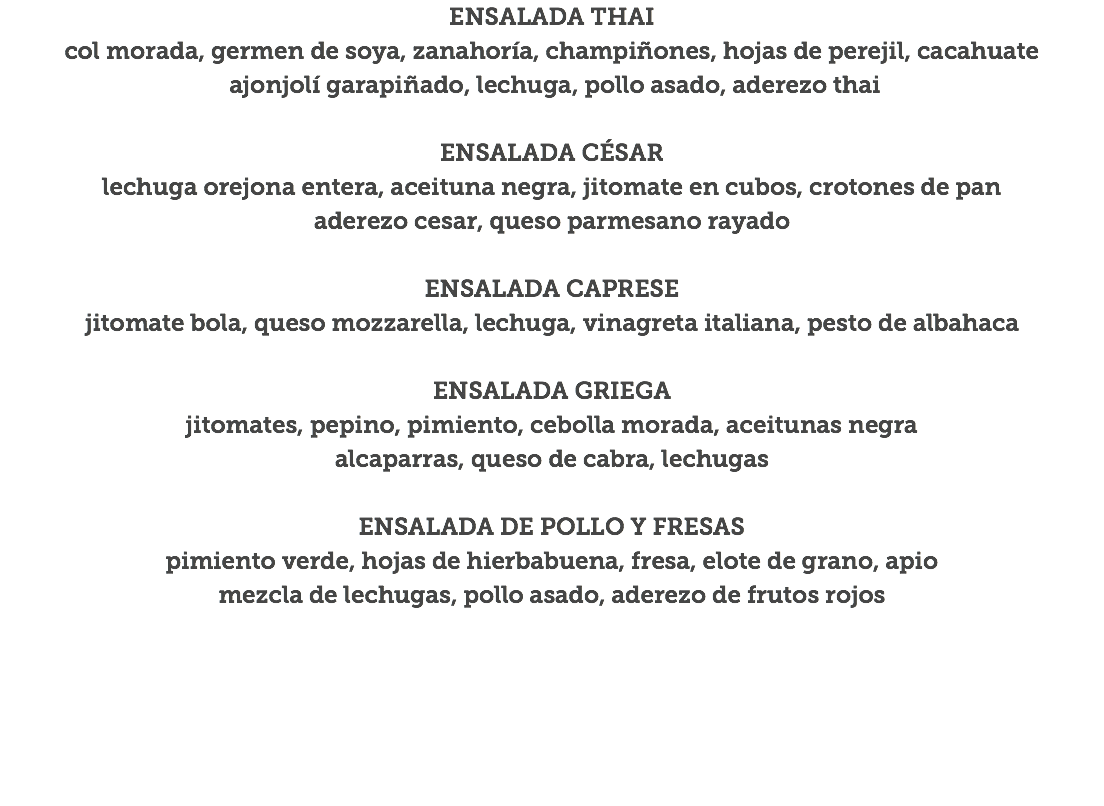 ENSALADA THAI
col morada, germen de soya, zanahoría, champiñones, hojas de perejil, cacahuate
ajonjolí garapiñado, lechuga, pollo asado, aderezo thai
ENSALADA CÉSAR
lechuga orejona entera, aceituna negra, jitomate en cubos, crotones de pan
aderezo cesar, queso parmesano rayado
ENSALADA CAPRESE
jitomate bola, queso mozzarella, lechuga, vinagreta italiana, pesto de albahaca
ENSALADA GRIEGA
jitomates, pepino, pimiento, cebolla morada, aceitunas negra
alcaparras, queso de cabra, lechugas
ENSALADA DE POLLO Y FRESAS
pimiento verde, hojas de hierbabuena, fresa, elote de grano, apio
mezcla de lechugas, pollo asado, aderezo de frutos rojos